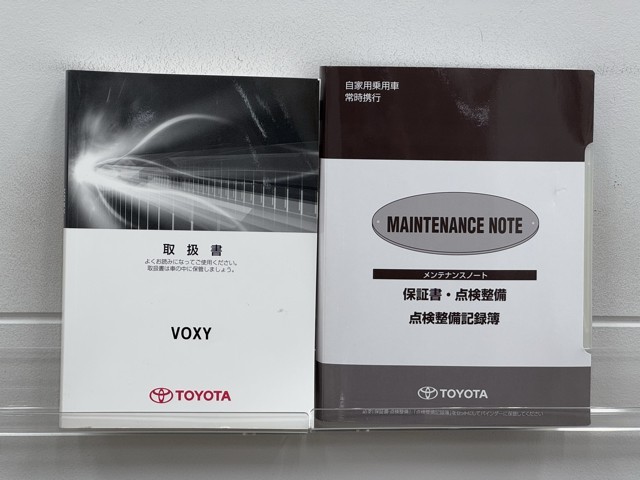 取扱書
よくお読みになってご使用ください。
取扱書は車の中に保管しましょう。
VOXY
TOYOTA
自家用乗用車
常時携行
MAINTENANCE NOTE
メンテナンスノート
保証書・点検整備
点検整備記録簿
TOYOTA